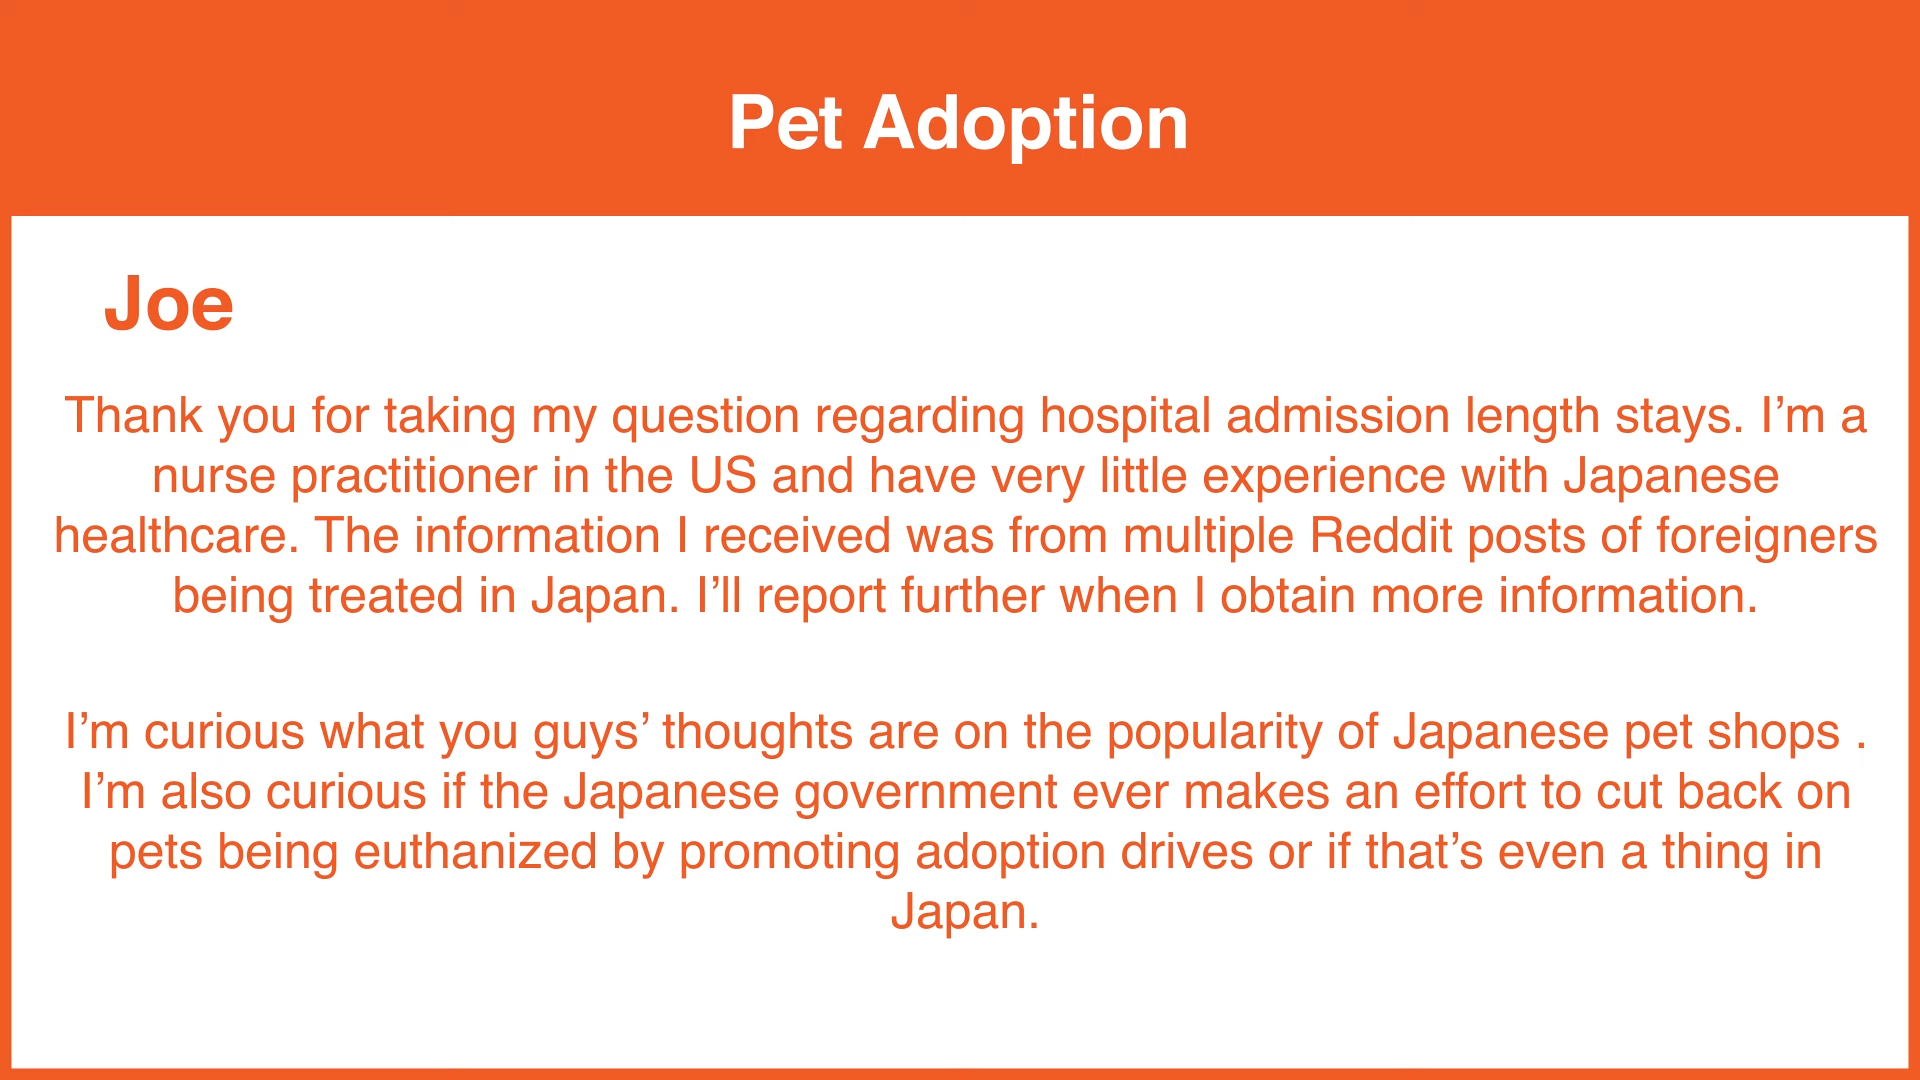 Pet Adoption
Joe
Thank you for taking my question regarding hospital admission length stays. I’m a
nurse practitioner in the US and have very little experience with Japanese
healthcare. The information I received was from multiple Reddit posts of foreigners
being treated in Japan. I’ll report further when I obtain more information.
I’m curious what you guys’ thoughts are on the popularity of Japanese pet shops .
I’m also curious if the Japanese government ever makes an effort to cut back on
pets being euthanized by promoting adoption drives or if that’s even a thing in
Japan.